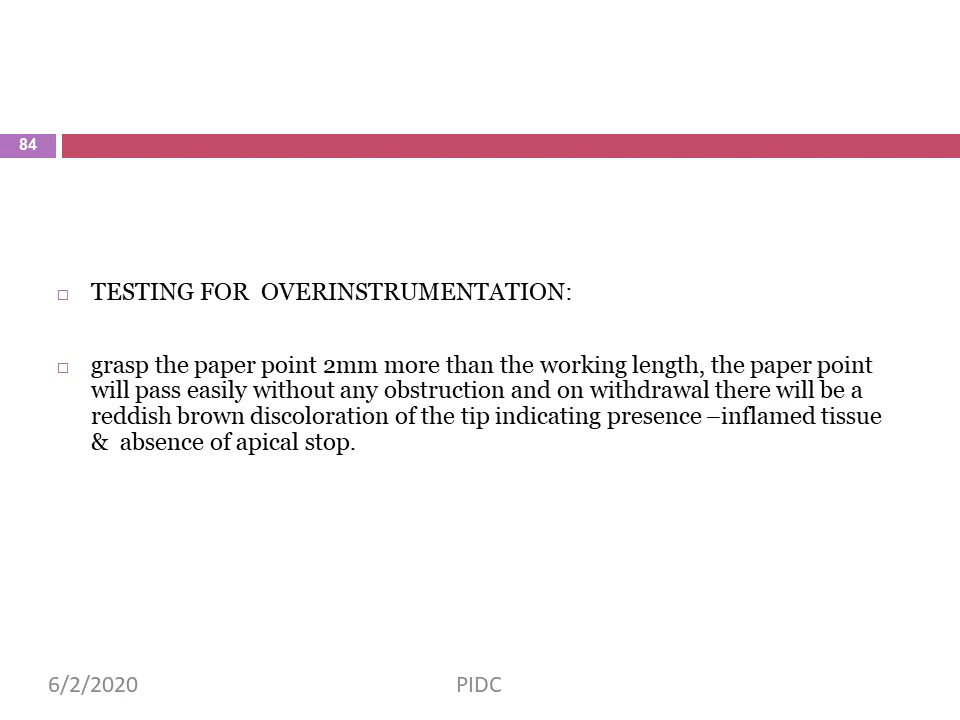 84
□ TESTING FOR  OVERINSTRUMENTATION:
□ grasp the paper point 2mm more than the working length, the paper point
will pass easily without any obstruction and on withdrawal there will be a
reddish brown discoloration of the tip indicating presence –inflamed tissue
&  absence of apical stop.
6/2/2020 PIDC